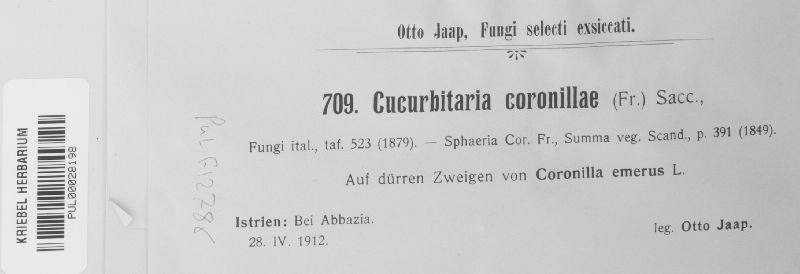 Otto Jaap, Fungi selecti exsiccati.
709. Cucurbitaria coronillae (Fr.) Sacc.,
Fungi ital., taf. 523 (1879). — Sphaeria Cor. Fr., Summa veg. Scand., p. 391 (1849).
Auf dürren Zweigen von Coronilla emerus L.
Istrien: Bei Abbazia.
28. IV. 1912.
leg. Otto Jaap.
KRIEBEL HERBARIUM
PUL00028198
PUL F12786